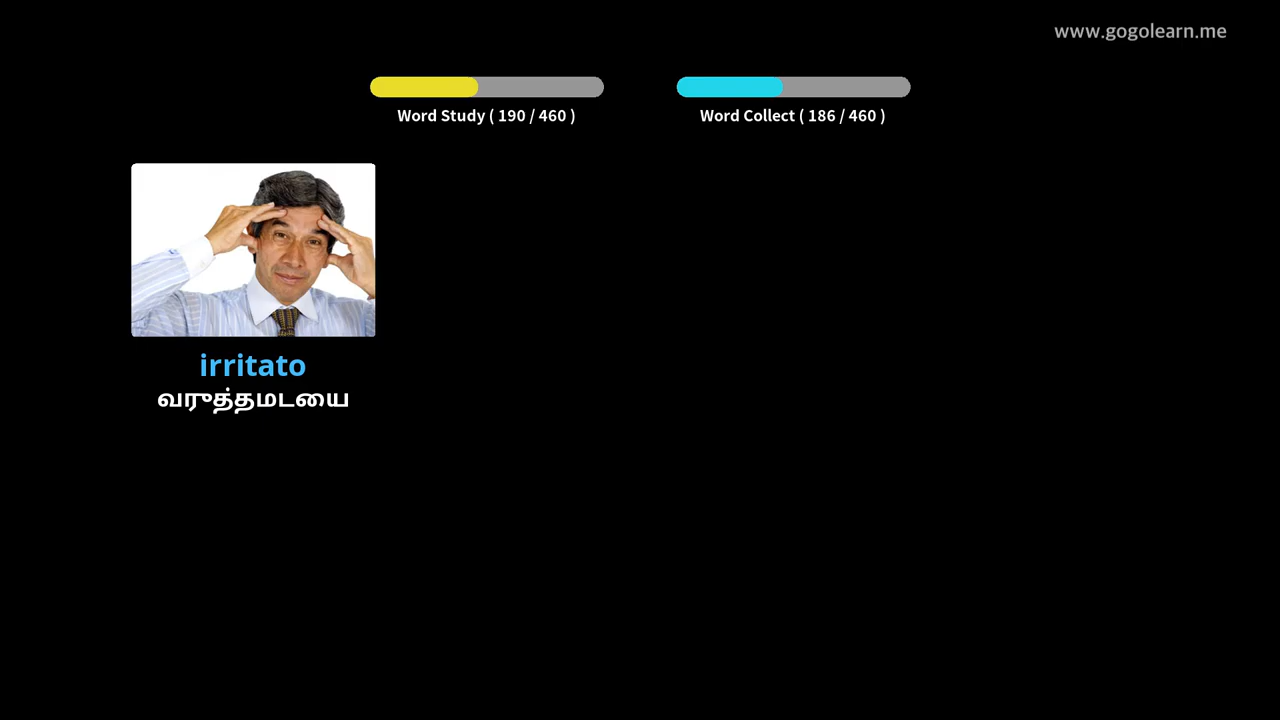 www.gogolearn.me
Word Study ( 190 / 460 )
Word Collect ( 186 / 460 )
irritato
வருத்தமடயை